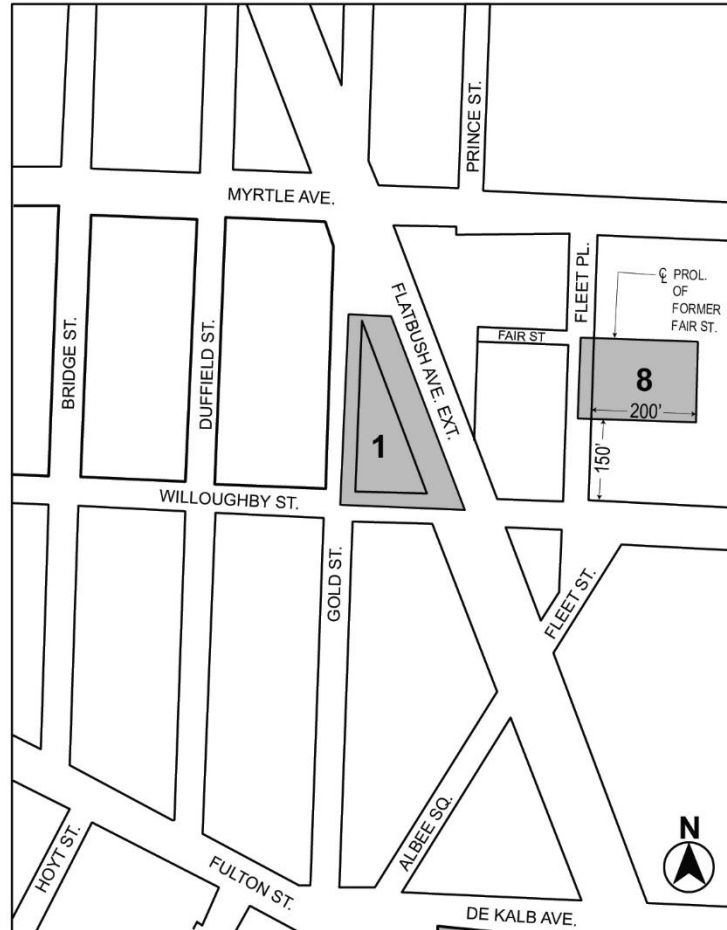 PRINCE ST.
MYRTLE AVE.
FLEET PL.
℄ PROL.
OF
FORMER
FAIR ST.
FLATBUSH AVE. EXT.
FAIR ST
BRIDGE ST.
DUFFIELD ST.
8
200'
1
150'
WILLOUGHBY ST.
GOLD ST.
FLEET ST.
ALBEE SQ.
HOYT ST.
FULTON ST.
N
DE KALB AVE.